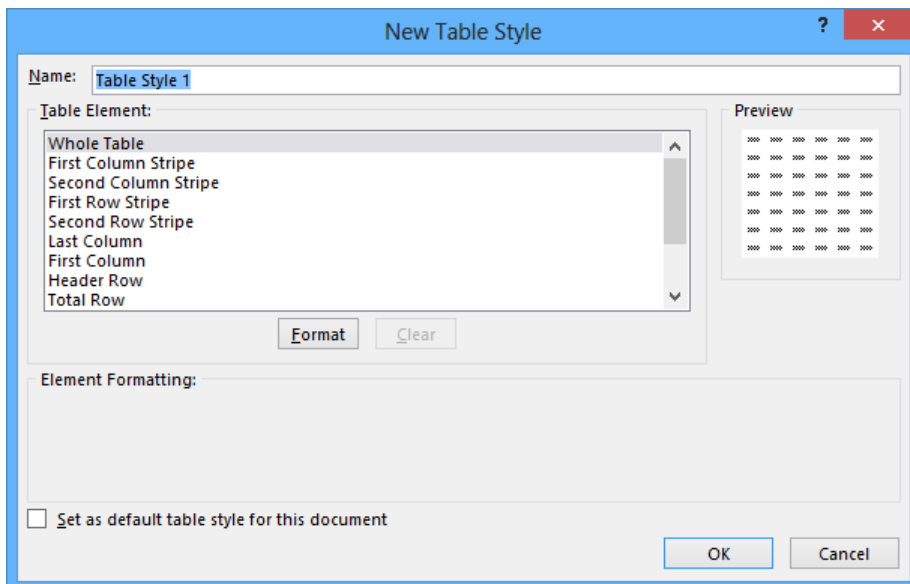 New Table Style
?
Name: Table Style 1
Table Element:
Preview
Whole Table
First Column Stripe
Second Column Stripe
First Row Stripe
Second Row Stripe
Last Column
First Column
Header Row
Total Row
Format Clear
Element Formatting:
Set as default table style for this document
OK Cancel